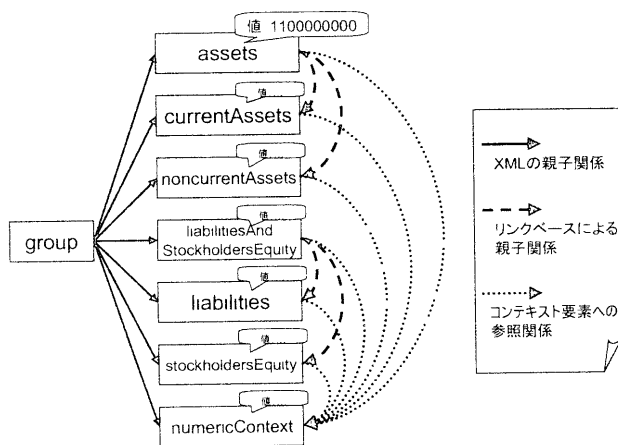 値 1100000000
assets
値
currentAssets
値
noncurrentAssets
値
liabilitiesAnd
StockholdersEquity
group
値
liabilities
値
stockholdersEquity
値
numericContext
XMLの親子関係
リンクベースによる
親子関係
コンテキスト要素への
参照関係